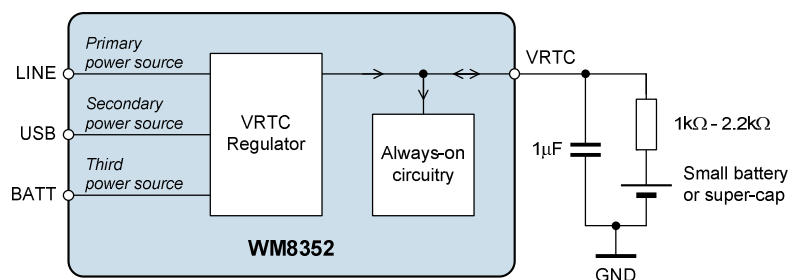 Primary
power source
LINE
Secondary
power source
USB
Third
power source
BATT
VRTC
Regulator
Always-on
circuitry
WM8352
VRTC
1µF
1kΩ - 2.2kΩ
Small battery
or super-cap
GND